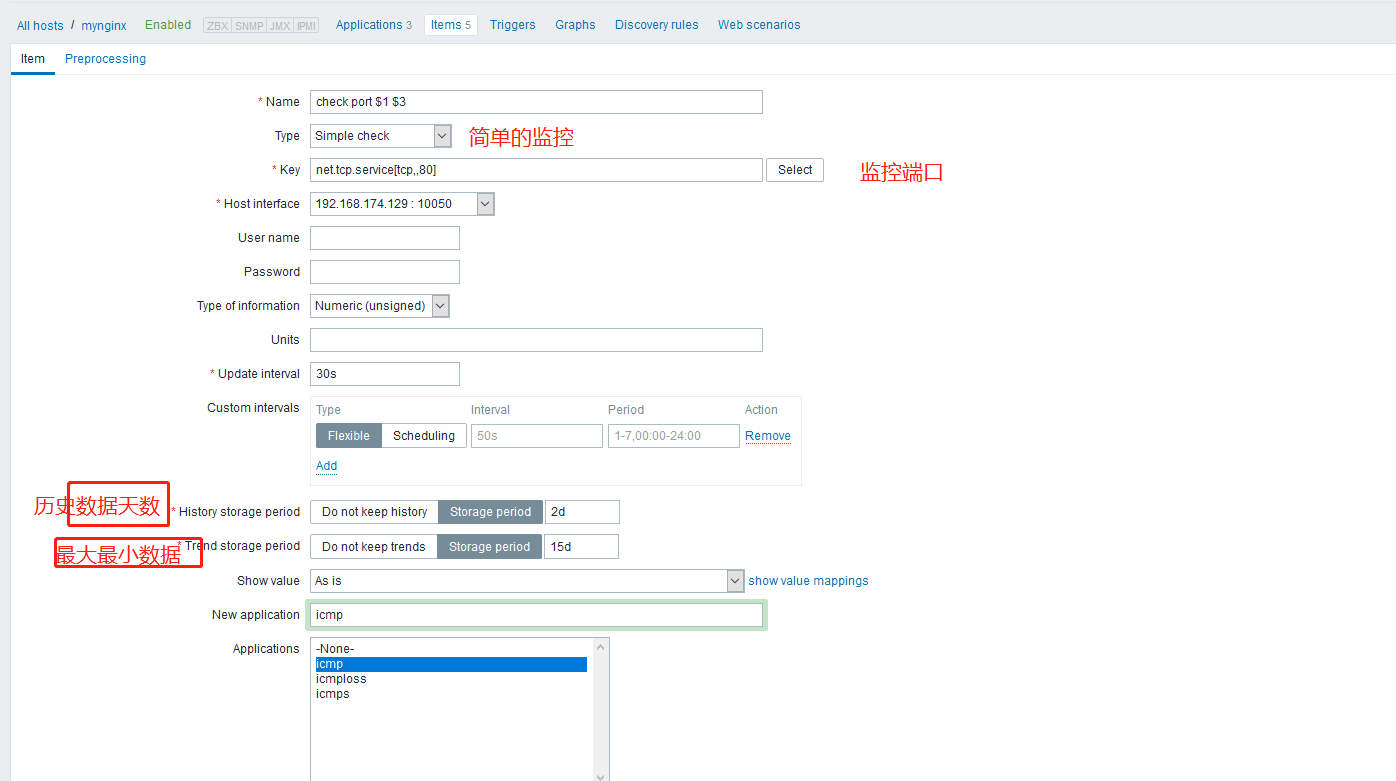 All hosts / mynginx Enabled ZBX SNMP JMX IPMI Applications 3 Items 5 Triggers Graphs Discovery rules Web scenarios
Item Preprocessing
* Name check port $1 $3
Type Simple check 简单的监控
* Key net.tcp.service[tcp,,80] Select 监控端口
* Host interface 192.168.174.129 : 10050
User name
Password
Type of information Numeric (unsigned)
Units
* Update interval 30s
Custom intervals Type Interval Period Action
Flexible Scheduling 50s 1-7,00:00-24:00 Remove
Add
历史数据天数 * History storage period Do not keep history Storage period 2d
最大最小数据 * Trend storage period Do not keep trends Storage period 15d
Show value As is show value mappings
New application icmp
Applications -None-
icmp
icmploss
icmps